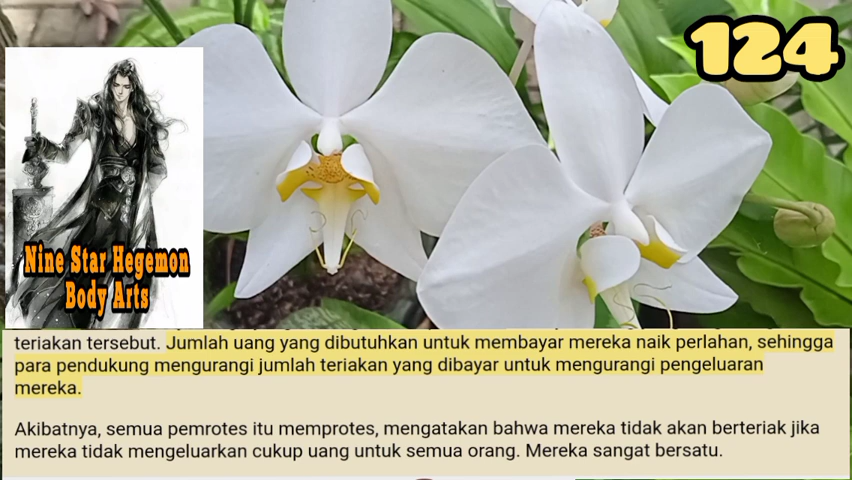 124
Nine Star Hegemon
Body Arts
teriakan tersebut. Jumlah uang yang dibutuhkan untuk membayar mereka naik perlahan, sehingga
para pendukung mengurangi jumlah teriakan yang dibayar untuk mengurangi pengeluaran
mereka.
Akibatnya, semua pemrotes itu memprotes, mengatakan bahwa mereka tidak akan berteriak jika
mereka tidak mengeluarkan cukup uang untuk semua orang. Mereka sangat bersatu.